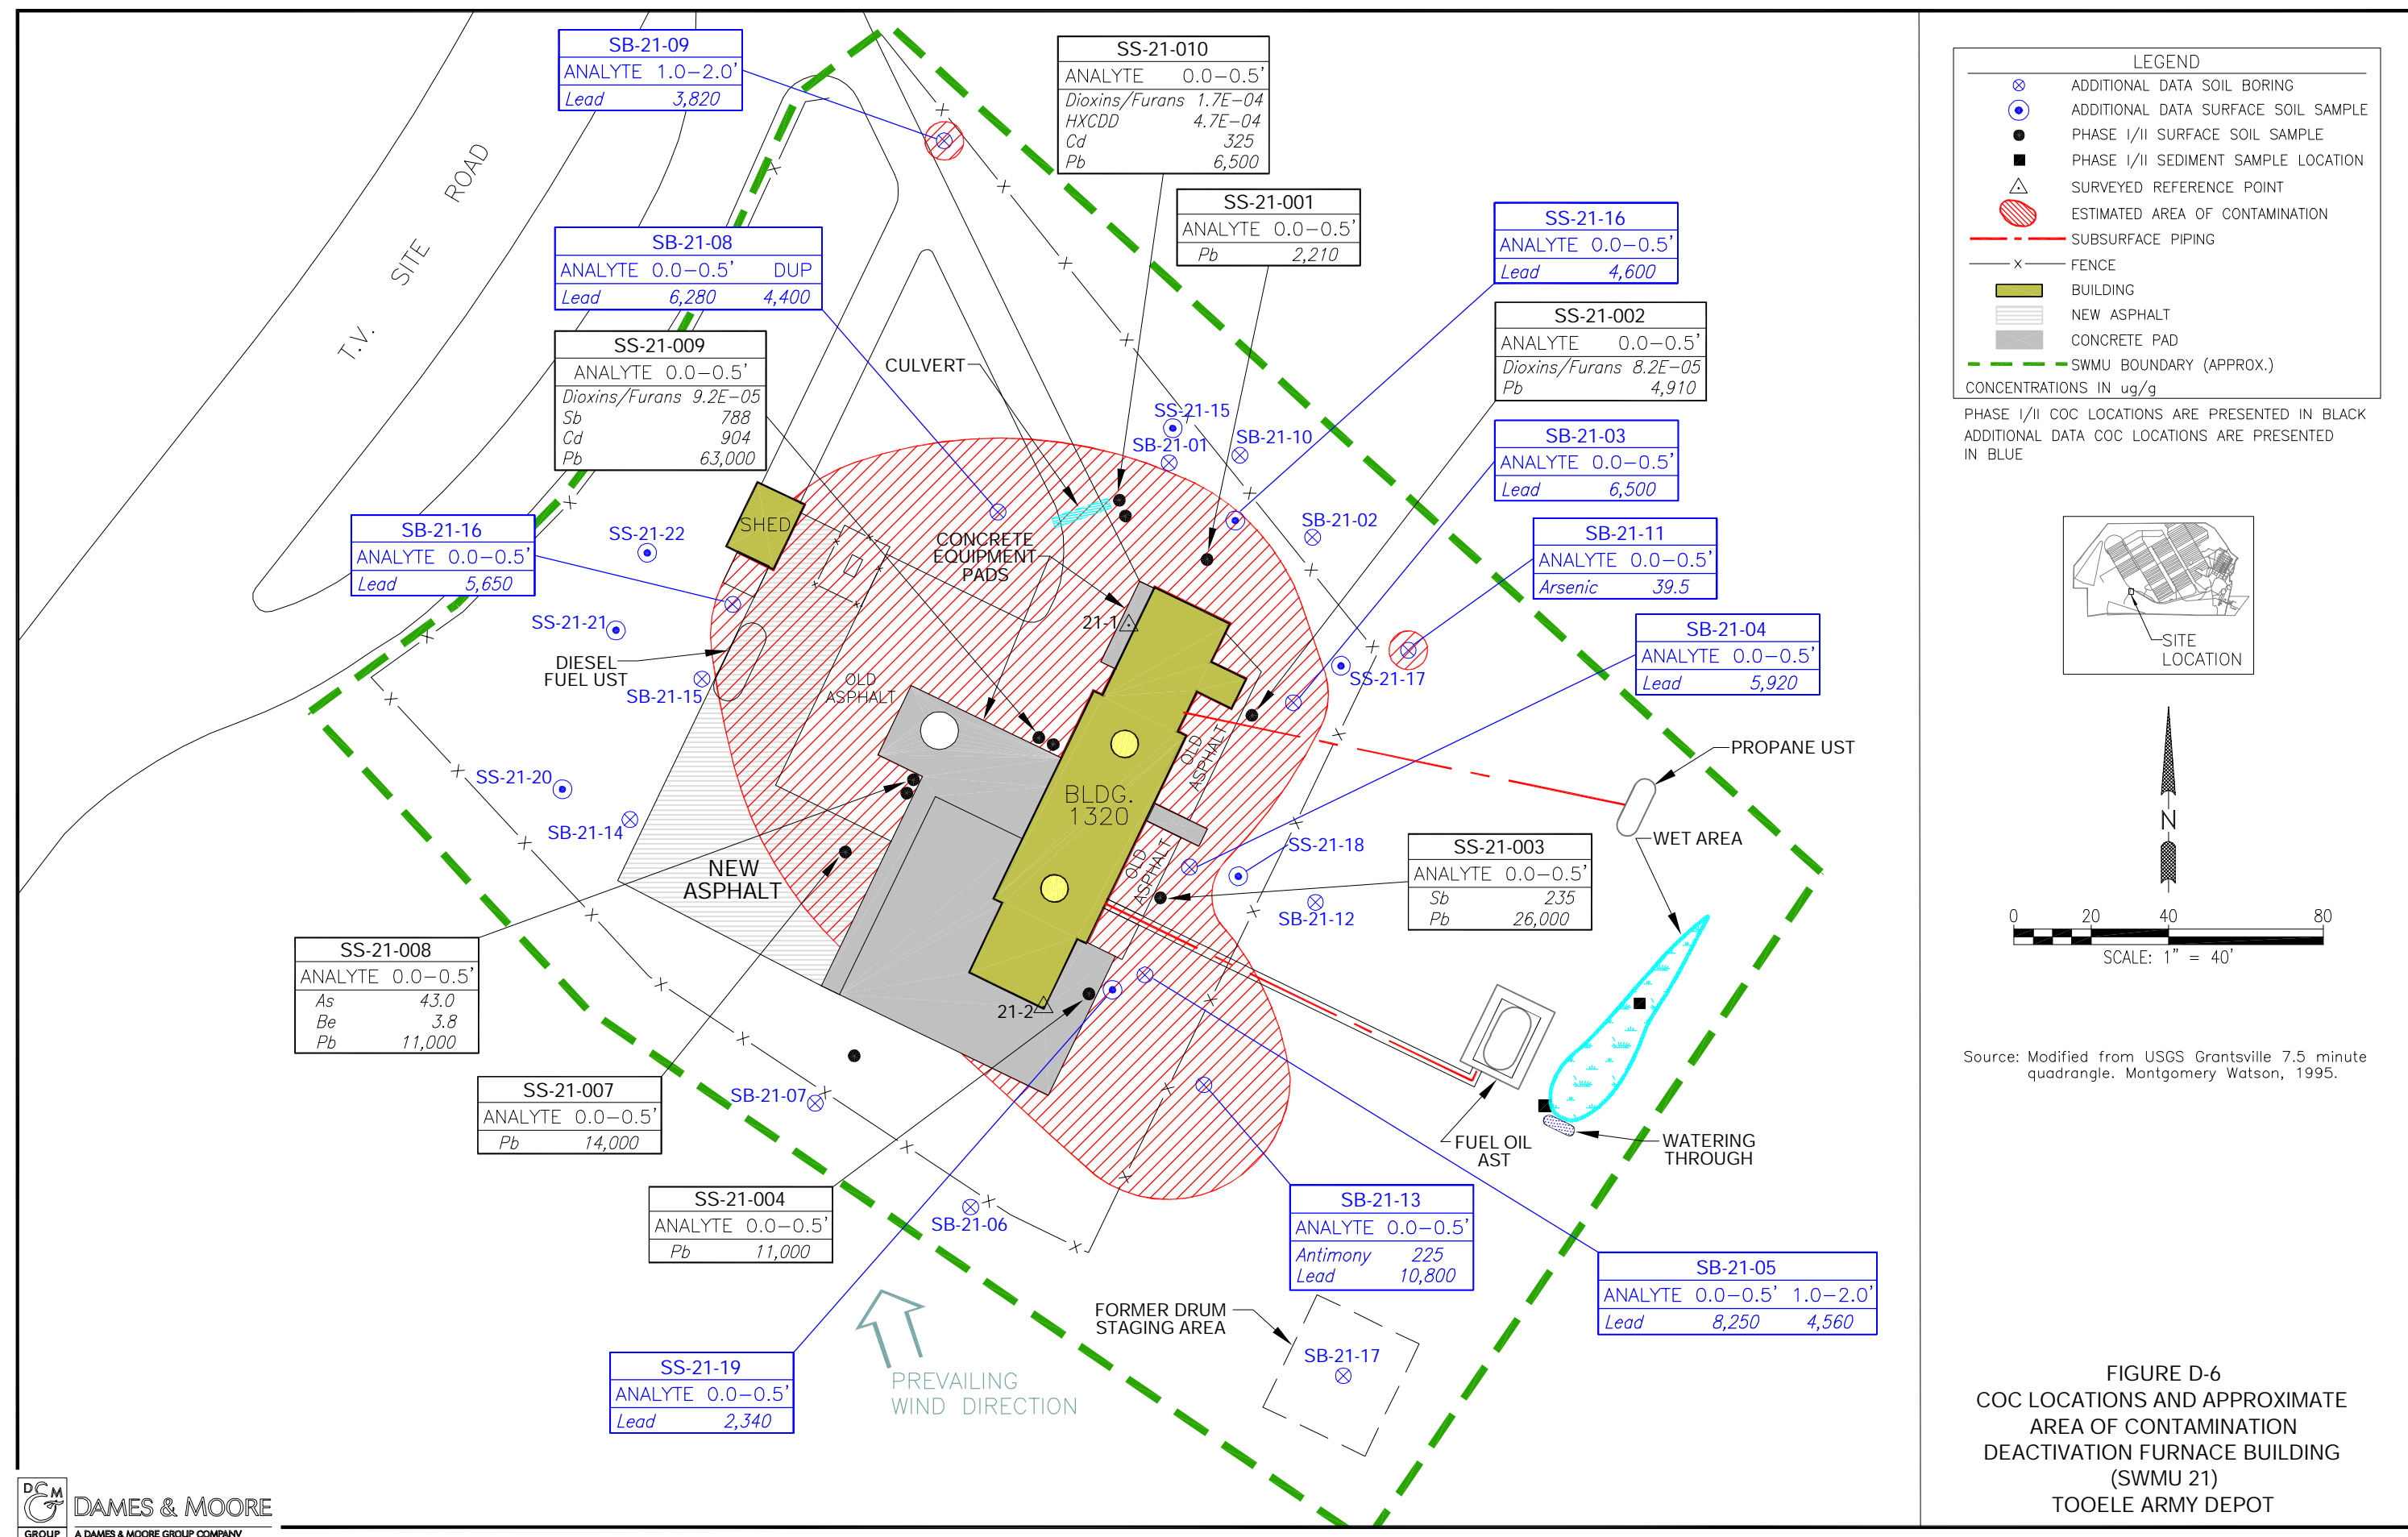 SB-21-09
ANALYTE 1.0-2.0'
Lead 3,820
SS-21-010
ANALYTE 0.0-0.5'
Dioxins/Furans 1.7E-04
HXCDD 4.7E-04
Cd 325
Pb 6,500
SS-21-001
ANALYTE 0.0-0.5'
Pb 2,210
SB-21-08
ANALYTE 0.0-0.5' DUP
Lead 6,280 4,400
SS-21-16
ANALYTE 0.0-0.5'
Lead 4,600
SS-21-009
ANALYTE 0.0-0.5'
Dioxins/Furans 9.2E-05
Sb 788
Cd 904
Pb 63,000
SS-21-002
ANALYTE 0.0-0.5'
Dioxins/Furans 8.2E-05
Pb 4,910
SB-21-03
ANALYTE 0.0-0.5'
Lead 6,500
SB-21-16
ANALYTE 0.0-0.5'
Lead 5,650
SB-21-11
ANALYTE 0.0-0.5'
Arsenic 39.5
SB-21-04
ANALYTE 0.0-0.5'
Lead 5,920
SS-21-003
ANALYTE 0.0-0.5'
Sb 235
Pb 26,000
SS-21-008
ANALYTE 0.0-0.5'
As 43.0
Be 3.8
Pb 11,000
SS-21-007
ANALYTE 0.0-0.5'
Pb 14,000
SS-21-004
ANALYTE 0.0-0.5'
Pb 11,000
SB-21-13
ANALYTE 0.0-0.5'
Antimony 225
Lead 10,800
SB-21-05
ANALYTE 0.0-0.5' 1.0-2.0'
Lead 8,250 4,560
SS-21-19
ANALYTE 0.0-0.5'
Lead 2,340
T.V. SITE ROAD
CULVERT
SS-21-15
SB-21-01
SB-21-10
SB-21-02
SHED
SS-21-22
CONCRETE
EQUIPMENT
PADS
21-1
SS-21-21
DIESEL
FUEL UST
SB-21-15
OLD
ASPHALT
SS-21-17
OLD
ASPHALT
PROPANE UST
SS-21-20
SB-21-14
BLDG.
1320
WET AREA
SS-21-18
OLD
ASPHALT
NEW
ASPHALT
SB-21-12
21-2
SB-21-07
FUEL OIL
AST
WATERING
THROUGH
SB-21-06
FORMER DRUM
STAGING AREA
SB-21-17
PREVAILING
WIND DIRECTION
LEGEND
ADDITIONAL DATA SOIL BORING
ADDITIONAL DATA SURFACE SOIL SAMPLE
PHASE I/II SURFACE SOIL SAMPLE
PHASE I/II SEDIMENT SAMPLE LOCATION
SURVEYED REFERENCE POINT
ESTIMATED AREA OF CONTAMINATION
SUBSURFACE PIPING
FENCE
BUILDING
NEW ASPHALT
CONCRETE PAD
SWMU BOUNDARY (APPROX.)
CONCENTRATIONS IN ug/g
PHASE I/II COC LOCATIONS ARE PRESENTED IN BLACK
ADDITIONAL DATA COC LOCATIONS ARE PRESENTED
IN BLUE
SITE
LOCATION
N
0 20 40 80
SCALE: 1" = 40'
Source: Modified from USGS Grantsville 7.5 minute
quadrangle. Montgomery Watson, 1995.
FIGURE D-6
COC LOCATIONS AND APPROXIMATE
AREA OF CONTAMINATION
DEACTIVATION FURNACE BUILDING
(SWMU 21)
TOOELE ARMY DEPOT
D&M
GROUP
DAMES & MOORE
A DAMES & MOORE GROUP COMPANY